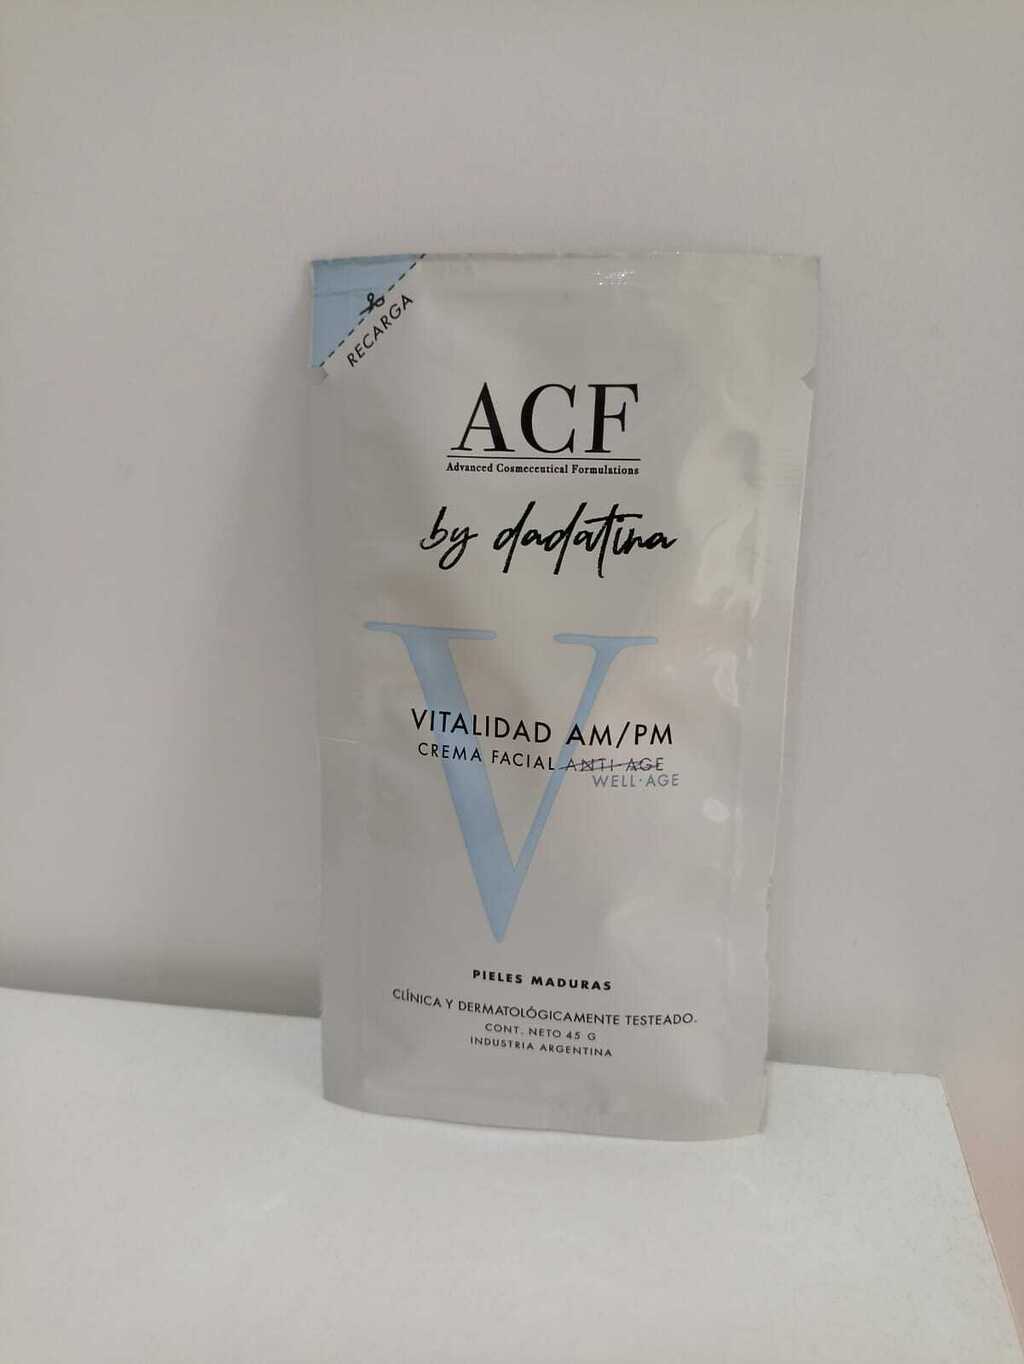 RECARGA
ACF
Advanced Cosmeceutical Formulations
by dadatina
V
VITALIDAD AM/PM
CREMA FACIAL ANTI-AGE
WELL·AGE
PIELES MADURAS
CLÍNICA Y DERMATOLÓGICAMENTE TESTEADO.
CONT. NETO 45 G
INDUSTRIA ARGENTINA